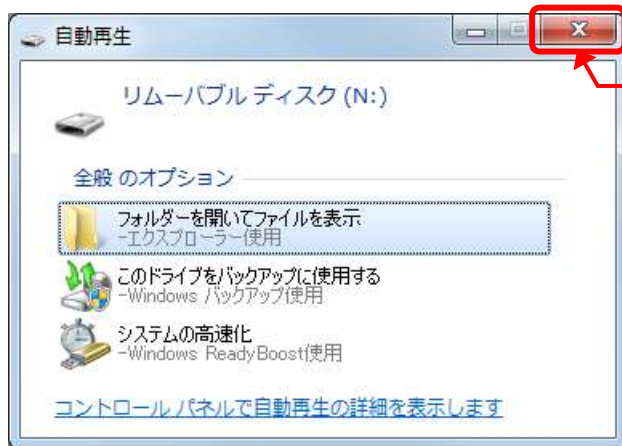 自動再生
リムーバブル ディスク (N:)
全般 のオプション
フォルダーを開いてファイルを表示
-エクスプローラー使用
このドライブをバックアップに使用する
-Windows バックアップ使用
システムの高速化
-Windows ReadyBoost使用
コントロール パネルで自動再生の詳細を表示します